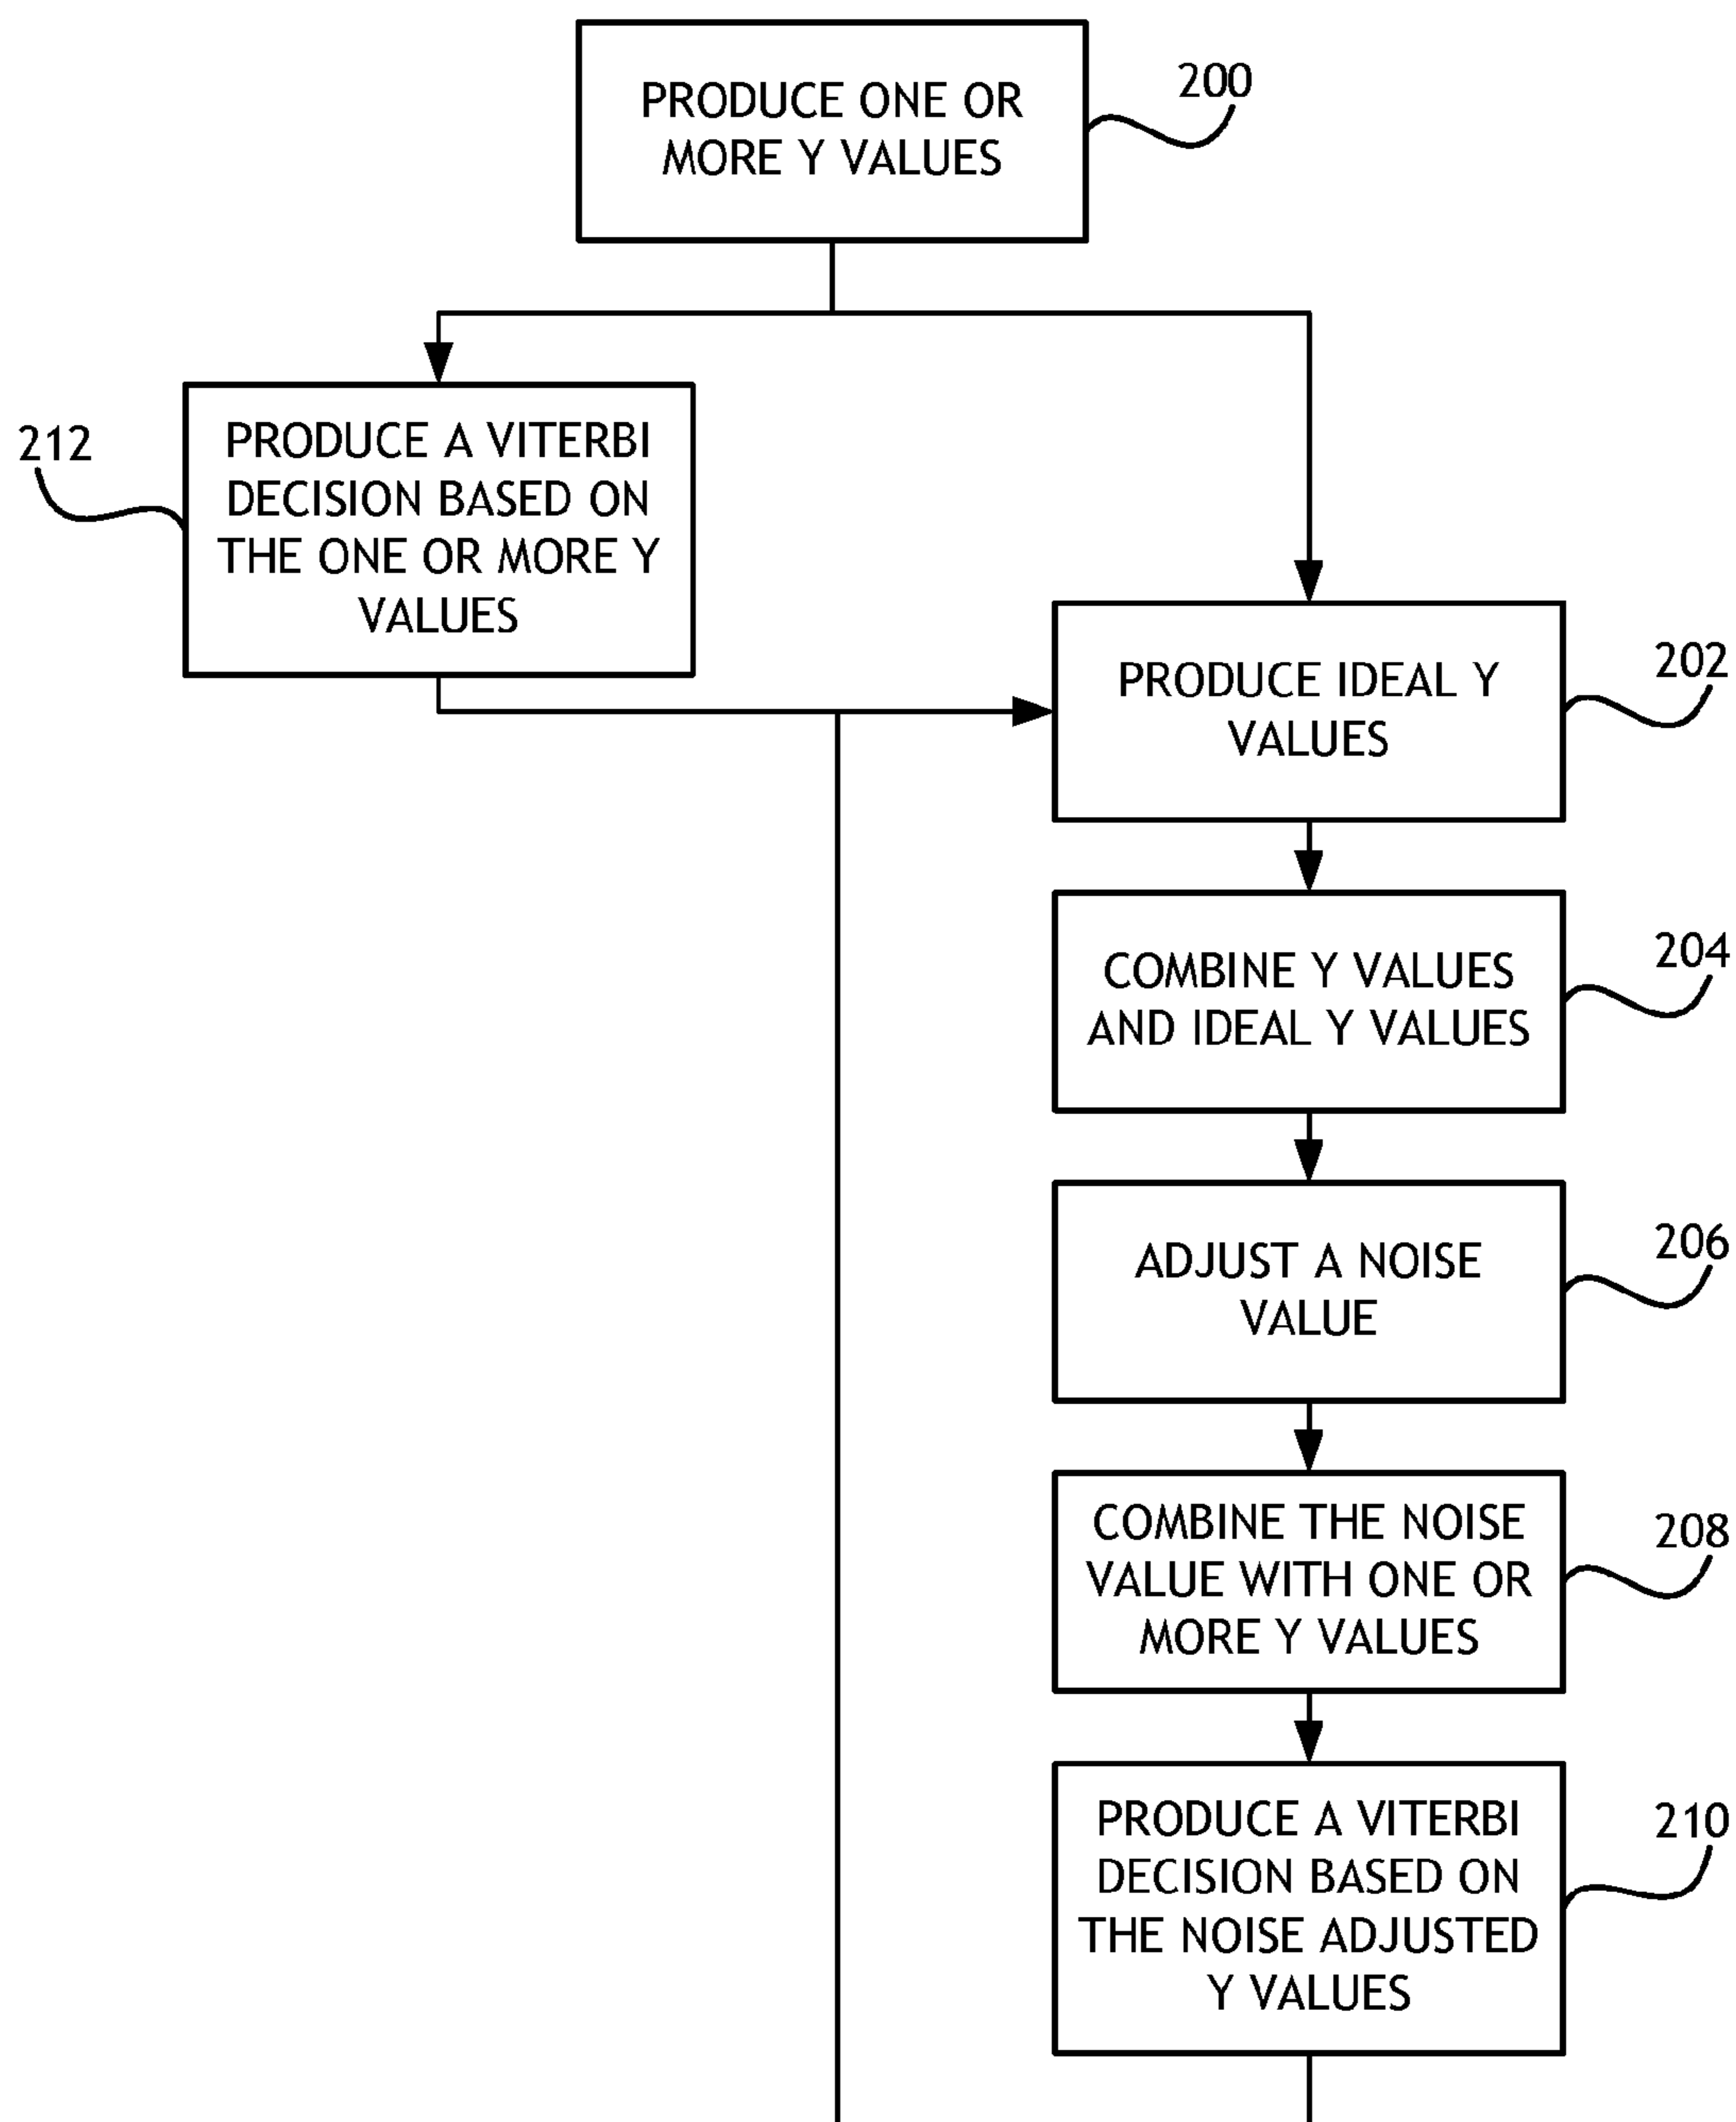 PRODUCE ONE OR
MORE Y VALUES
200
212
PRODUCE A VITERBI
DECISION BASED ON
THE ONE OR MORE Y
VALUES
PRODUCE IDEAL Y
VALUES
202
COMBINE Y VALUES
AND IDEAL Y VALUES
204
ADJUST A NOISE
VALUE
206
COMBINE THE NOISE
VALUE WITH ONE OR
MORE Y VALUES
208
PRODUCE A VITERBI
DECISION BASED ON
THE NOISE ADJUSTED
Y VALUES
210